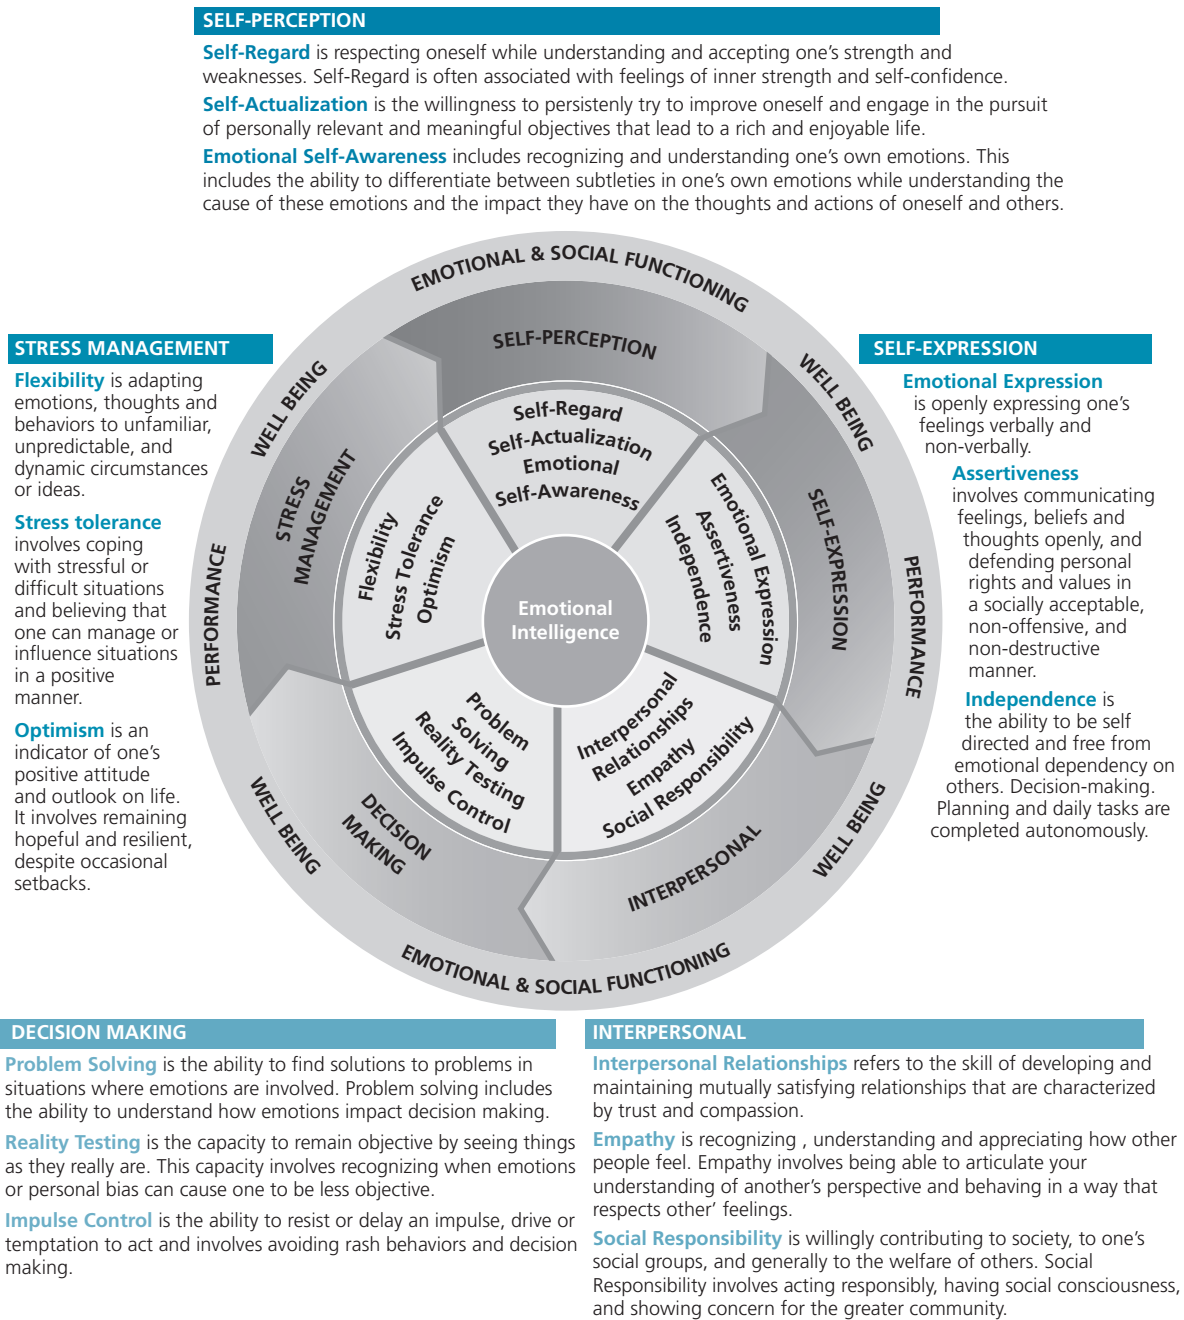 SELF-PERCEPTION
Self-Regard is respecting oneself while understanding and accepting one's strength and
weaknesses. Self-Regard is often associated with feelings of inner strength and self-confidence.
Self-Actualization is the willingness to persistenly try to improve oneself and engage in the pursuit
of personally relevant and meaningful objectives that lead to a rich and enjoyable life.
Emotional Self-Awareness includes recognizing and understanding one's own emotions. This
includes the ability to differentiate between subtleties in one's own emotions while understanding the
cause of these emotions and the impact they have on the thoughts and actions of oneself and others.
STRESS MANAGEMENT
Flexibility is adapting
emotions, thoughts and
behaviors to unfamiliar,
unpredictable, and
dynamic circumstances
or ideas.
Stress tolerance
involves coping
with stressful or
difficult situations
and believing that
one can manage or
influence situations
in a positive
manner.
Optimism is an
indicator of one's
positive attitude
and outlook on life.
It involves remaining
hopeful and resilient,
despite occasional
setbacks.
EMOTIONAL & SOCIAL FUNCTIONING
WELL BEING
PERFORMANCE
WELL BEING
EMOTIONAL & SOCIAL FUNCTIONING
WELL BEING
PERFORMANCE
WELL BEING
SELF-PERCEPTION
Self-Regard
Self-Actualization
Emotional
Self-Awareness
SELF-EXPRESSION
Emotional Expression
Assertiveness
Independence
INTERPERSONAL
Interpersonal
Relationships
Empathy
Social Responsibility
DECISION
MAKING
Problem
Solving
Reality Testing
Impulse Control
STRESS
MANAGEMENT
Flexibility
Stress Tolerance
Optimism
Emotional
Intelligence
SELF-EXPRESSION
Emotional Expression
is openly expressing one's
feelings verbally and
non-verbally.
Assertiveness
involves communicating
feelings, beliefs and
thoughts openly, and
defending personal
rights and values in
a socially acceptable,
non-offensive, and
non-destructive
manner.
Independence is
the ability to be self
directed and free from
emotional dependency on
others. Decision-making.
Planning and daily tasks are
completed autonomously.
DECISION MAKING
Problem Solving is the ability to find solutions to problems in
situations where emotions are involved. Problem solving includes
the ability to understand how emotions impact decision making.
Reality Testing is the capacity to remain objective by seeing things
as they really are. This capacity involves recognizing when emotions
or personal bias can cause one to be less objective.
Impulse Control is the ability to resist or delay an impulse, drive or
temptation to act and involves avoiding rash behaviors and decision
making.
INTERPERSONAL
Interpersonal Relationships refers to the skill of developing and
maintaining mutually satisfying relationships that are characterized
by trust and compassion.
Empathy is recognizing , understanding and appreciating how other
people feel. Empathy involves being able to articulate your
understanding of another's perspective and behaving in a way that
respects other' feelings.
Social Responsibility is willingly contributing to society, to one's
social groups, and generally to the welfare of others. Social
Responsibility involves acting responsibly, having social consciousness,
and showing concern for the greater community.